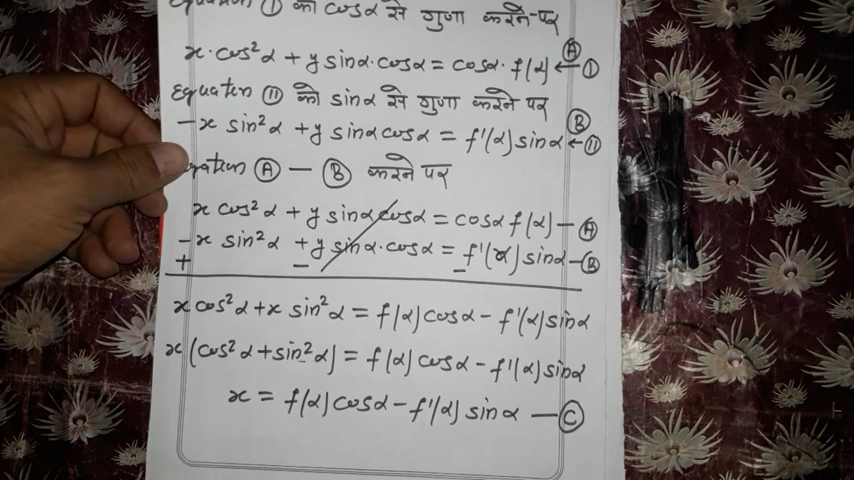 Equation Ⓘ को cosα से गुणा करने पर
x·cos²α + y sinα·cosα = cosα·f(α) ← Ⓘ Ⓐ
Equation ⑪ को sinα से गुणा करने पर
-x sin²α + y sinα cosα = f'(α) sinα ← ⑪ Ⓑ
Ⓐ — Ⓑ करने पर
x cos²α + y sinα cosα = cosα f(α) — Ⓐ
-x sin²α + y sinα·cosα = f'(α) sinα — Ⓑ
+ - -
x cos²α + x sin²α = f(α) cosα - f'(α) sinα
x (cos²α + sin²α) = f(α) cosα - f'(α) sinα
x = f(α) cosα - f'(α) sinα — Ⓒ